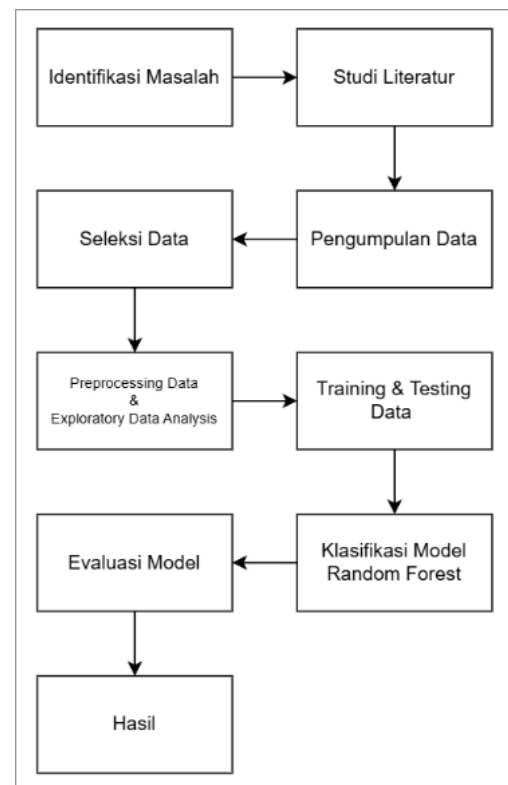 Identifikasi Masalah
Studi Literatur
Pengumpulan Data
Seleksi Data
Preprocessing Data
&
Exploratory Data Analysis
Training & Testing
Data
Klasifikasi Model
Random Forest
Evaluasi Model
Hasil